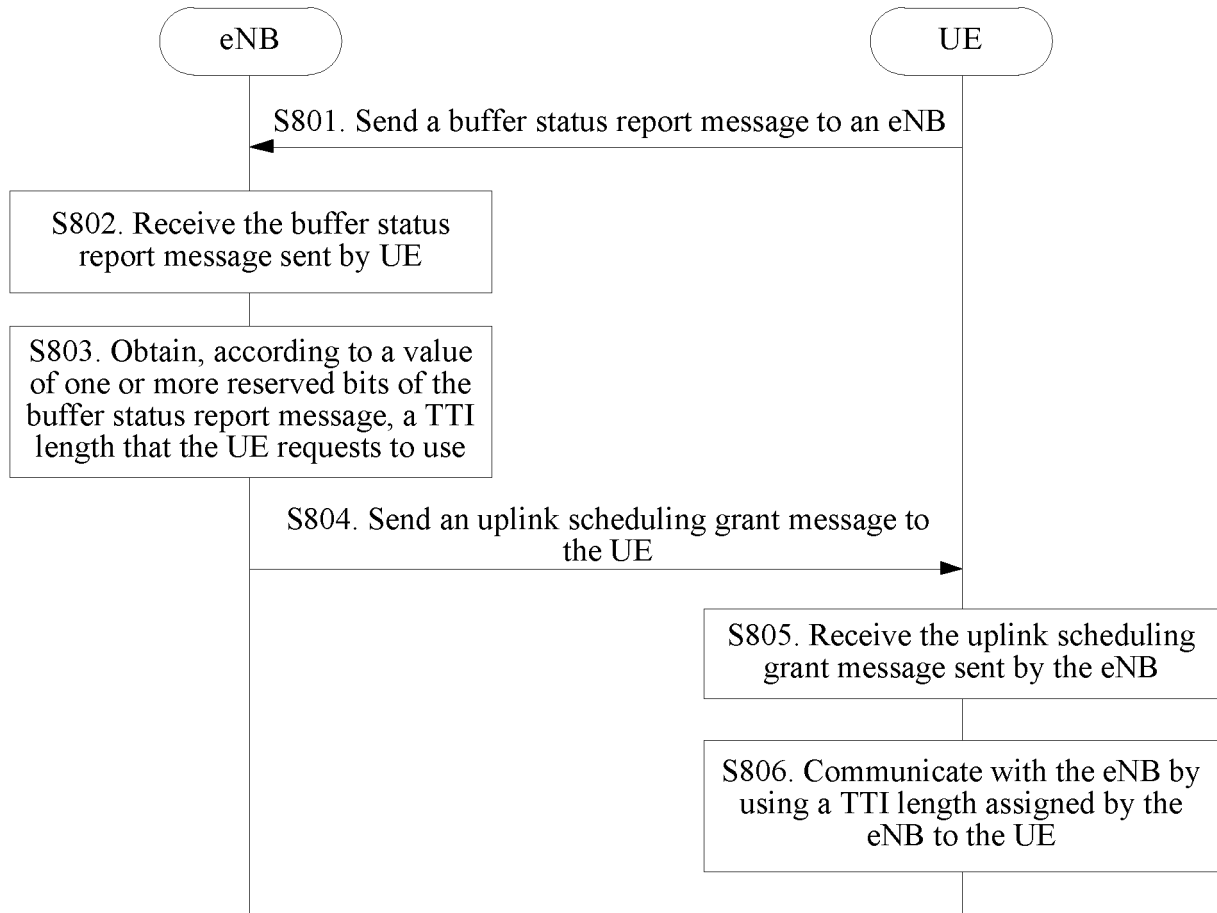 eNB
UE
S801. Send a buffer status report message to an eNB
S802. Receive the buffer status
report message sent by UE
S803. Obtain, according to a value
of one or more reserved bits of the
buffer status report message, a TTI
length that the UE requests to use
S804. Send an uplink scheduling grant message to
the UE
S805. Receive the uplink scheduling
grant message sent by the eNB
S806. Communicate with the eNB by
using a TTI length assigned by the
eNB to the UE